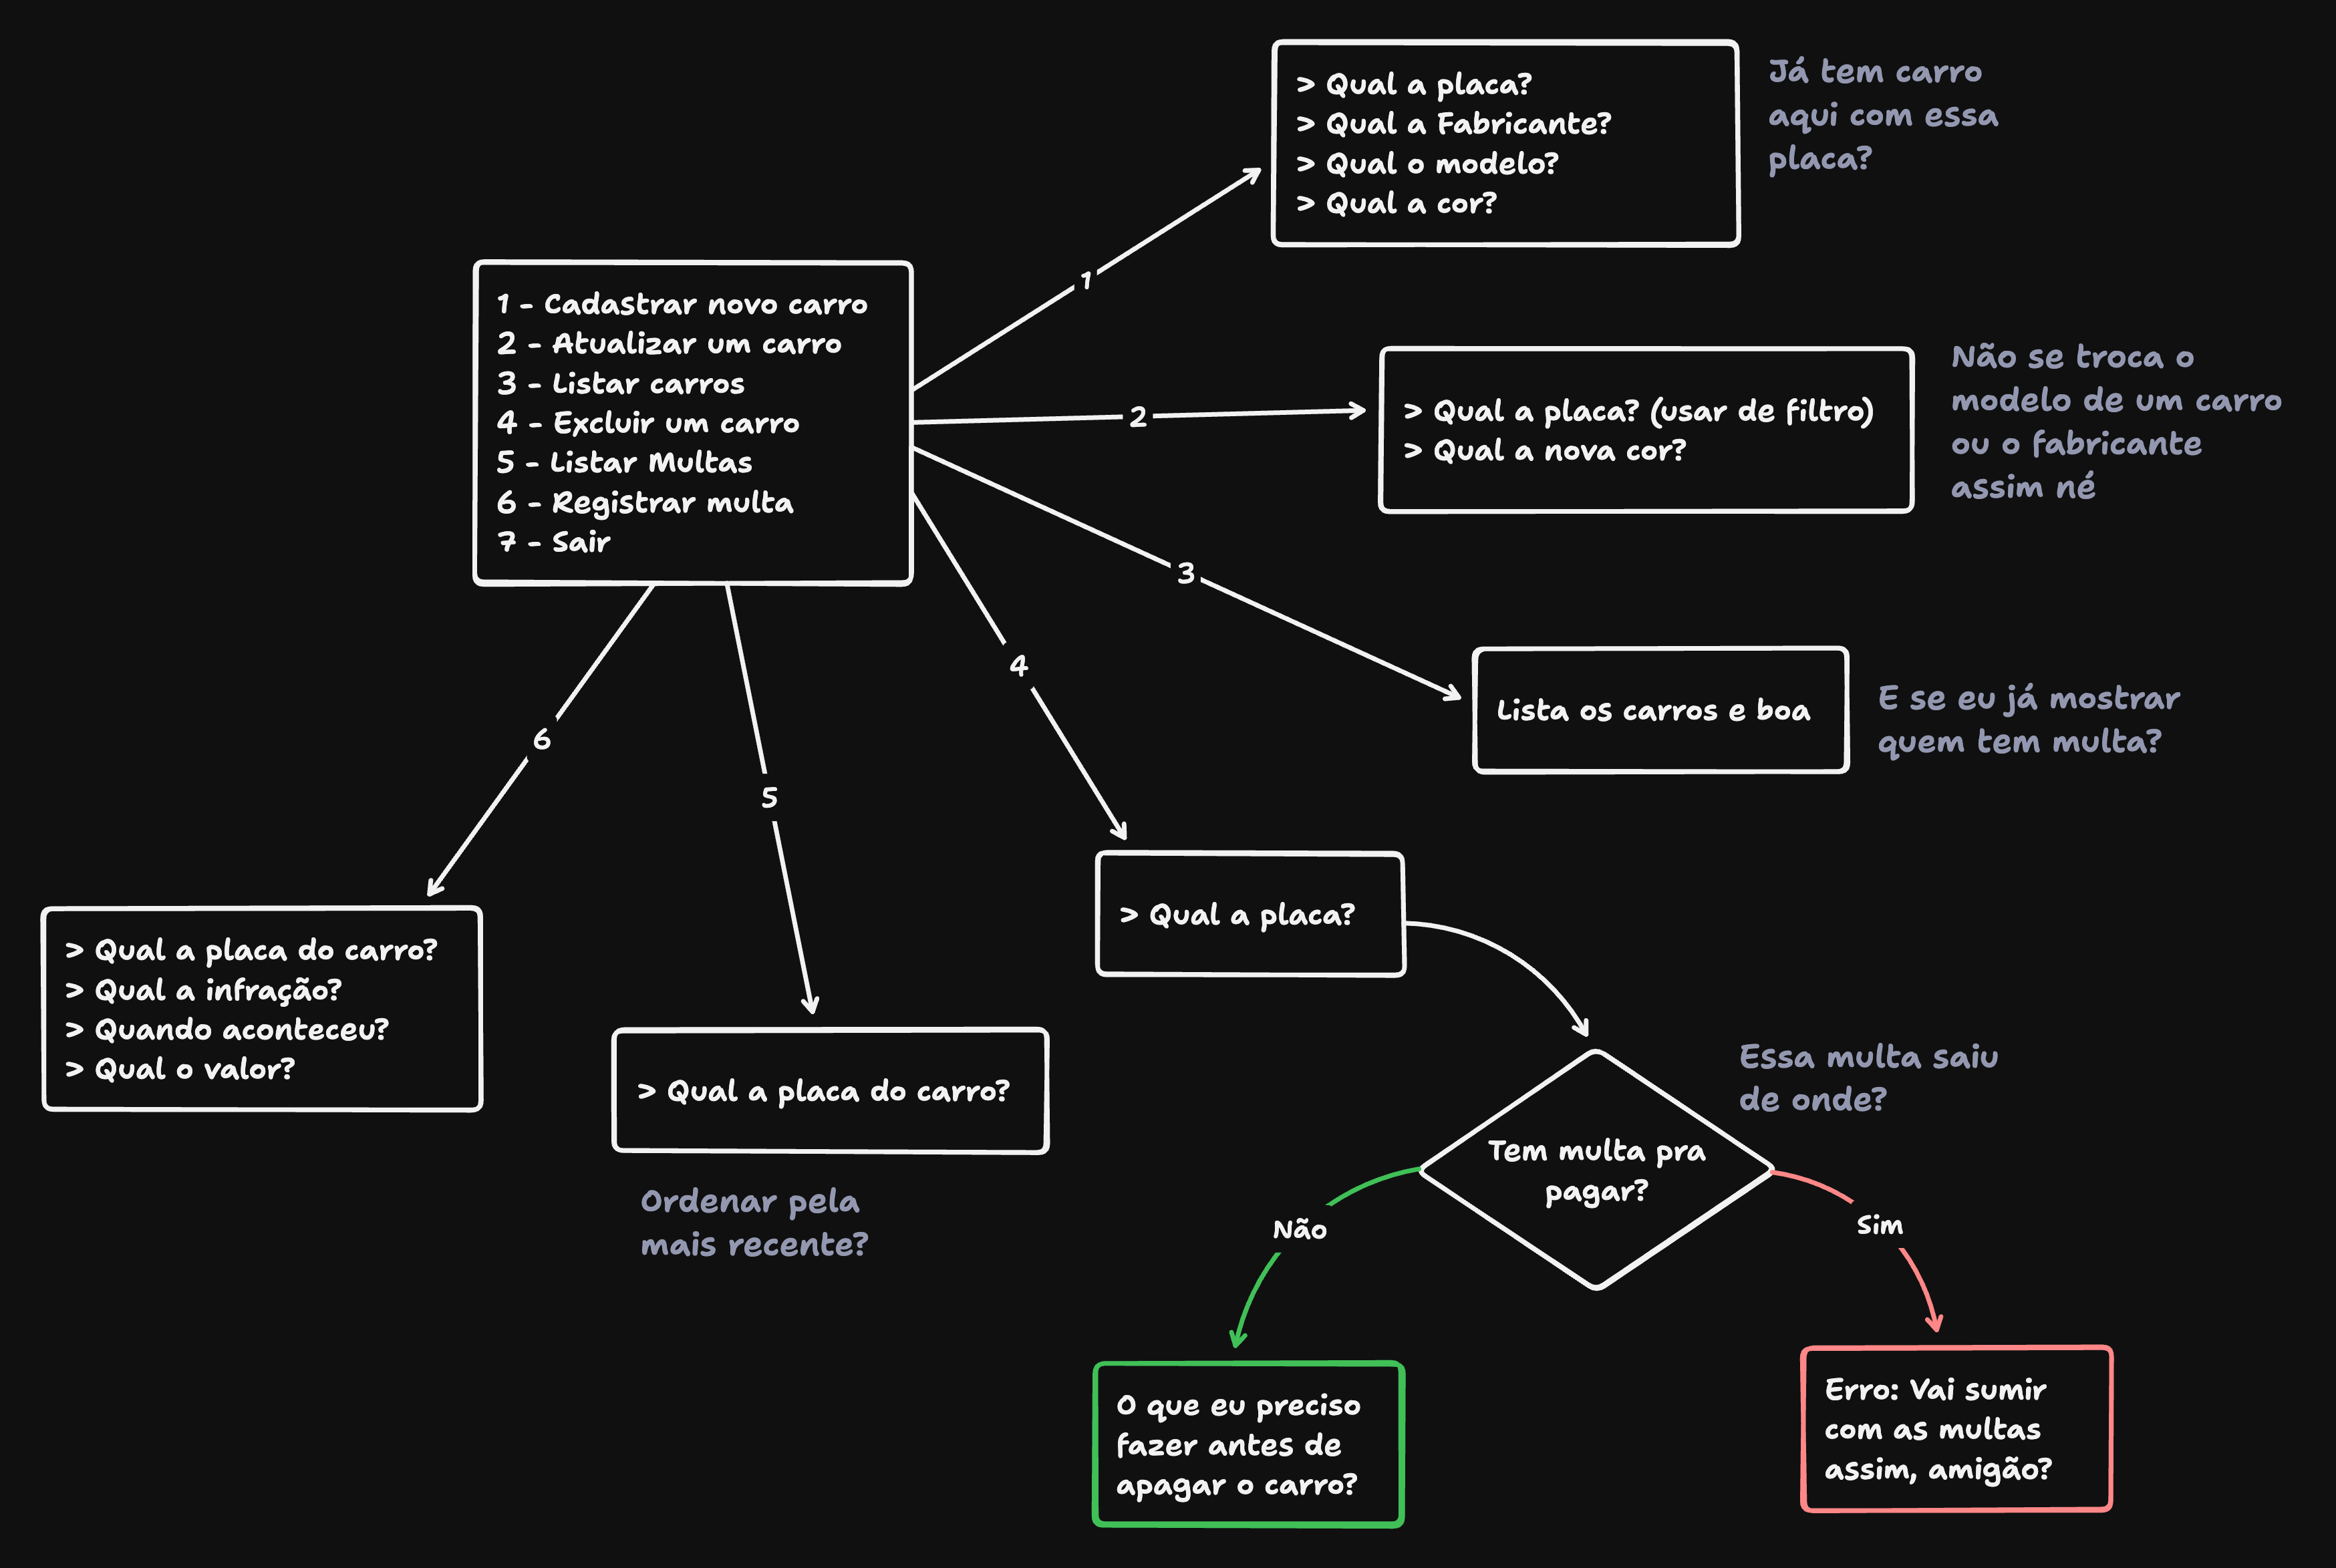 > Qual a placa?
> Qual a Fabricante?
> Qual o modelo?
> Qual a cor?
Já tem carro
aqui com essa
placa?
1 - Cadastrar novo carro
2 - Atualizar um carro
3 - Listar carros
4 - Excluir um carro
5 - Listar Multas
6 - Registrar multa
7 - Sair
1
2
3
4
5
6
> Qual a placa? (usar de filtro)
> Qual a nova cor?
Não se troca o
modelo de um carro
ou o fabricante
assim né
Lista os carros e boa
E se eu já mostrar
quem tem multa?
> Qual a placa?
> Qual a placa do carro?
> Qual a infração?
> Quando aconteceu?
> Qual o valor?
> Qual a placa do carro?
Ordenar pela
mais recente?
Essa multa saiu
de onde?
Tem multa pra
pagar?
Não
Sim
O que eu preciso
fazer antes de
apagar o carro?
Erro: Vai sumir
com as multas
assim, amigão?